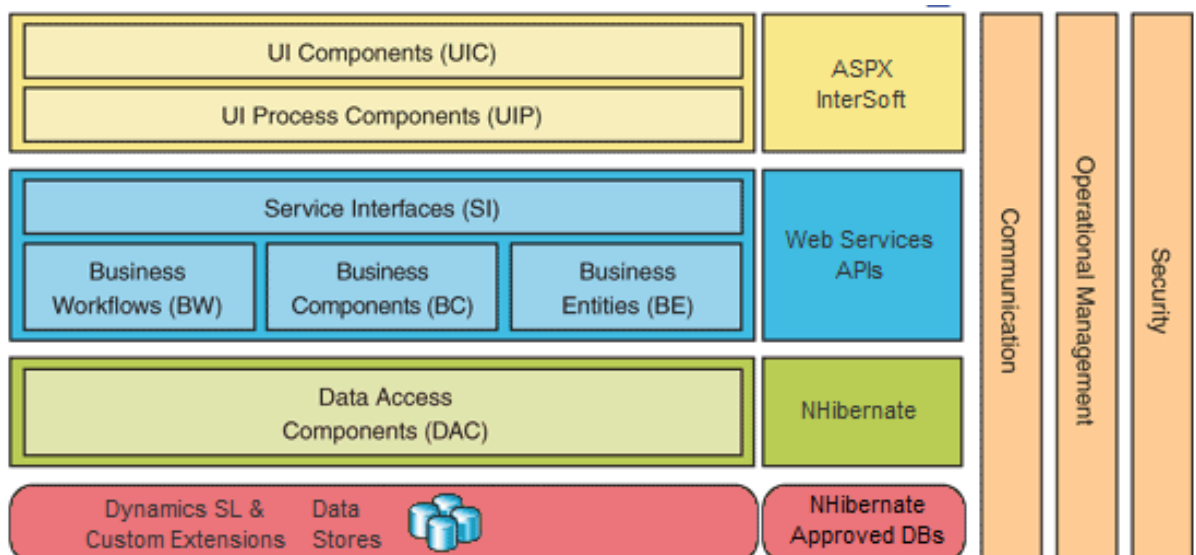 UI Components (UIC)
UI Process Components (UIP)
ASPX
InterSoft
Service Interfaces (SI)
Business
Workflows (BW)
Business
Components (BC)
Business
Entities (BE)
Web Services
APIs
Data Access
Components (DAC)
NHibernate
Dynamics SL &
Custom Extensions
Data
Stores
NHibernate
Approved DBs
Communication
Operational Management
Security